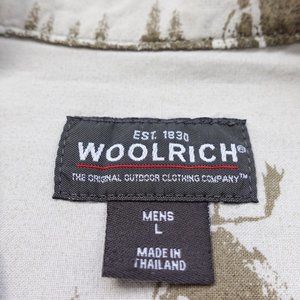 EST. 1830
WOOLRICH®
THE ORIGINAL OUTDOOR CLOTHING COMPANY™
MENS
L
MADE IN
THAILAND